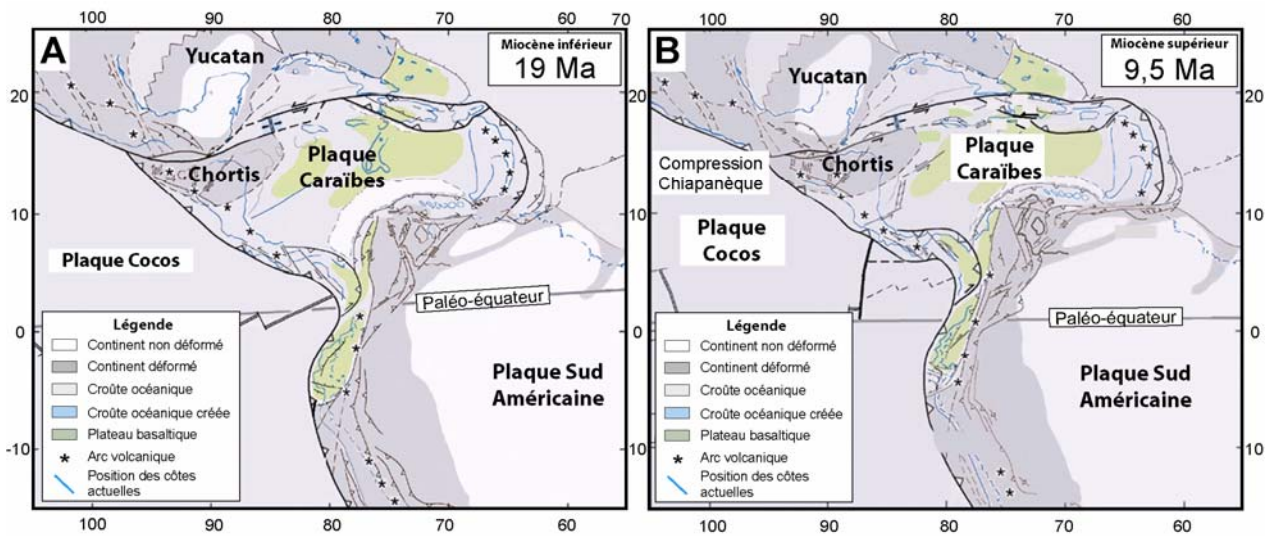 100 90 80 70 60 70
A
Yucatan
Miocène inférieur
19 Ma
20
Chortis
Plaque
Caraïbes
10
Plaque Cocos
Paléo-équateur
0
Légende
Continent non déformé
Continent déformé
Croûte océanique
Croûte océanique créée
Plateau basaltique
Arc volcanique
Position des côtes
actuelles
Plaque Sud
Américaine
-10
100 90 80 70 60
100 90 80 70 60
B
Yucatan
Miocène supérieur
9,5 Ma
20
Compression
Chiapanèque
Chortis
Plaque
Caraïbes
10
Plaque
Cocos
Paléo-équateur
0
Légende
Continent non déformé
Continent déformé
Croûte océanique
Croûte océanique créée
Plateau basaltique
Arc volcanique
Position des côtes
actuelles
Plaque Sud
Américaine
10
100 90 80 70 60